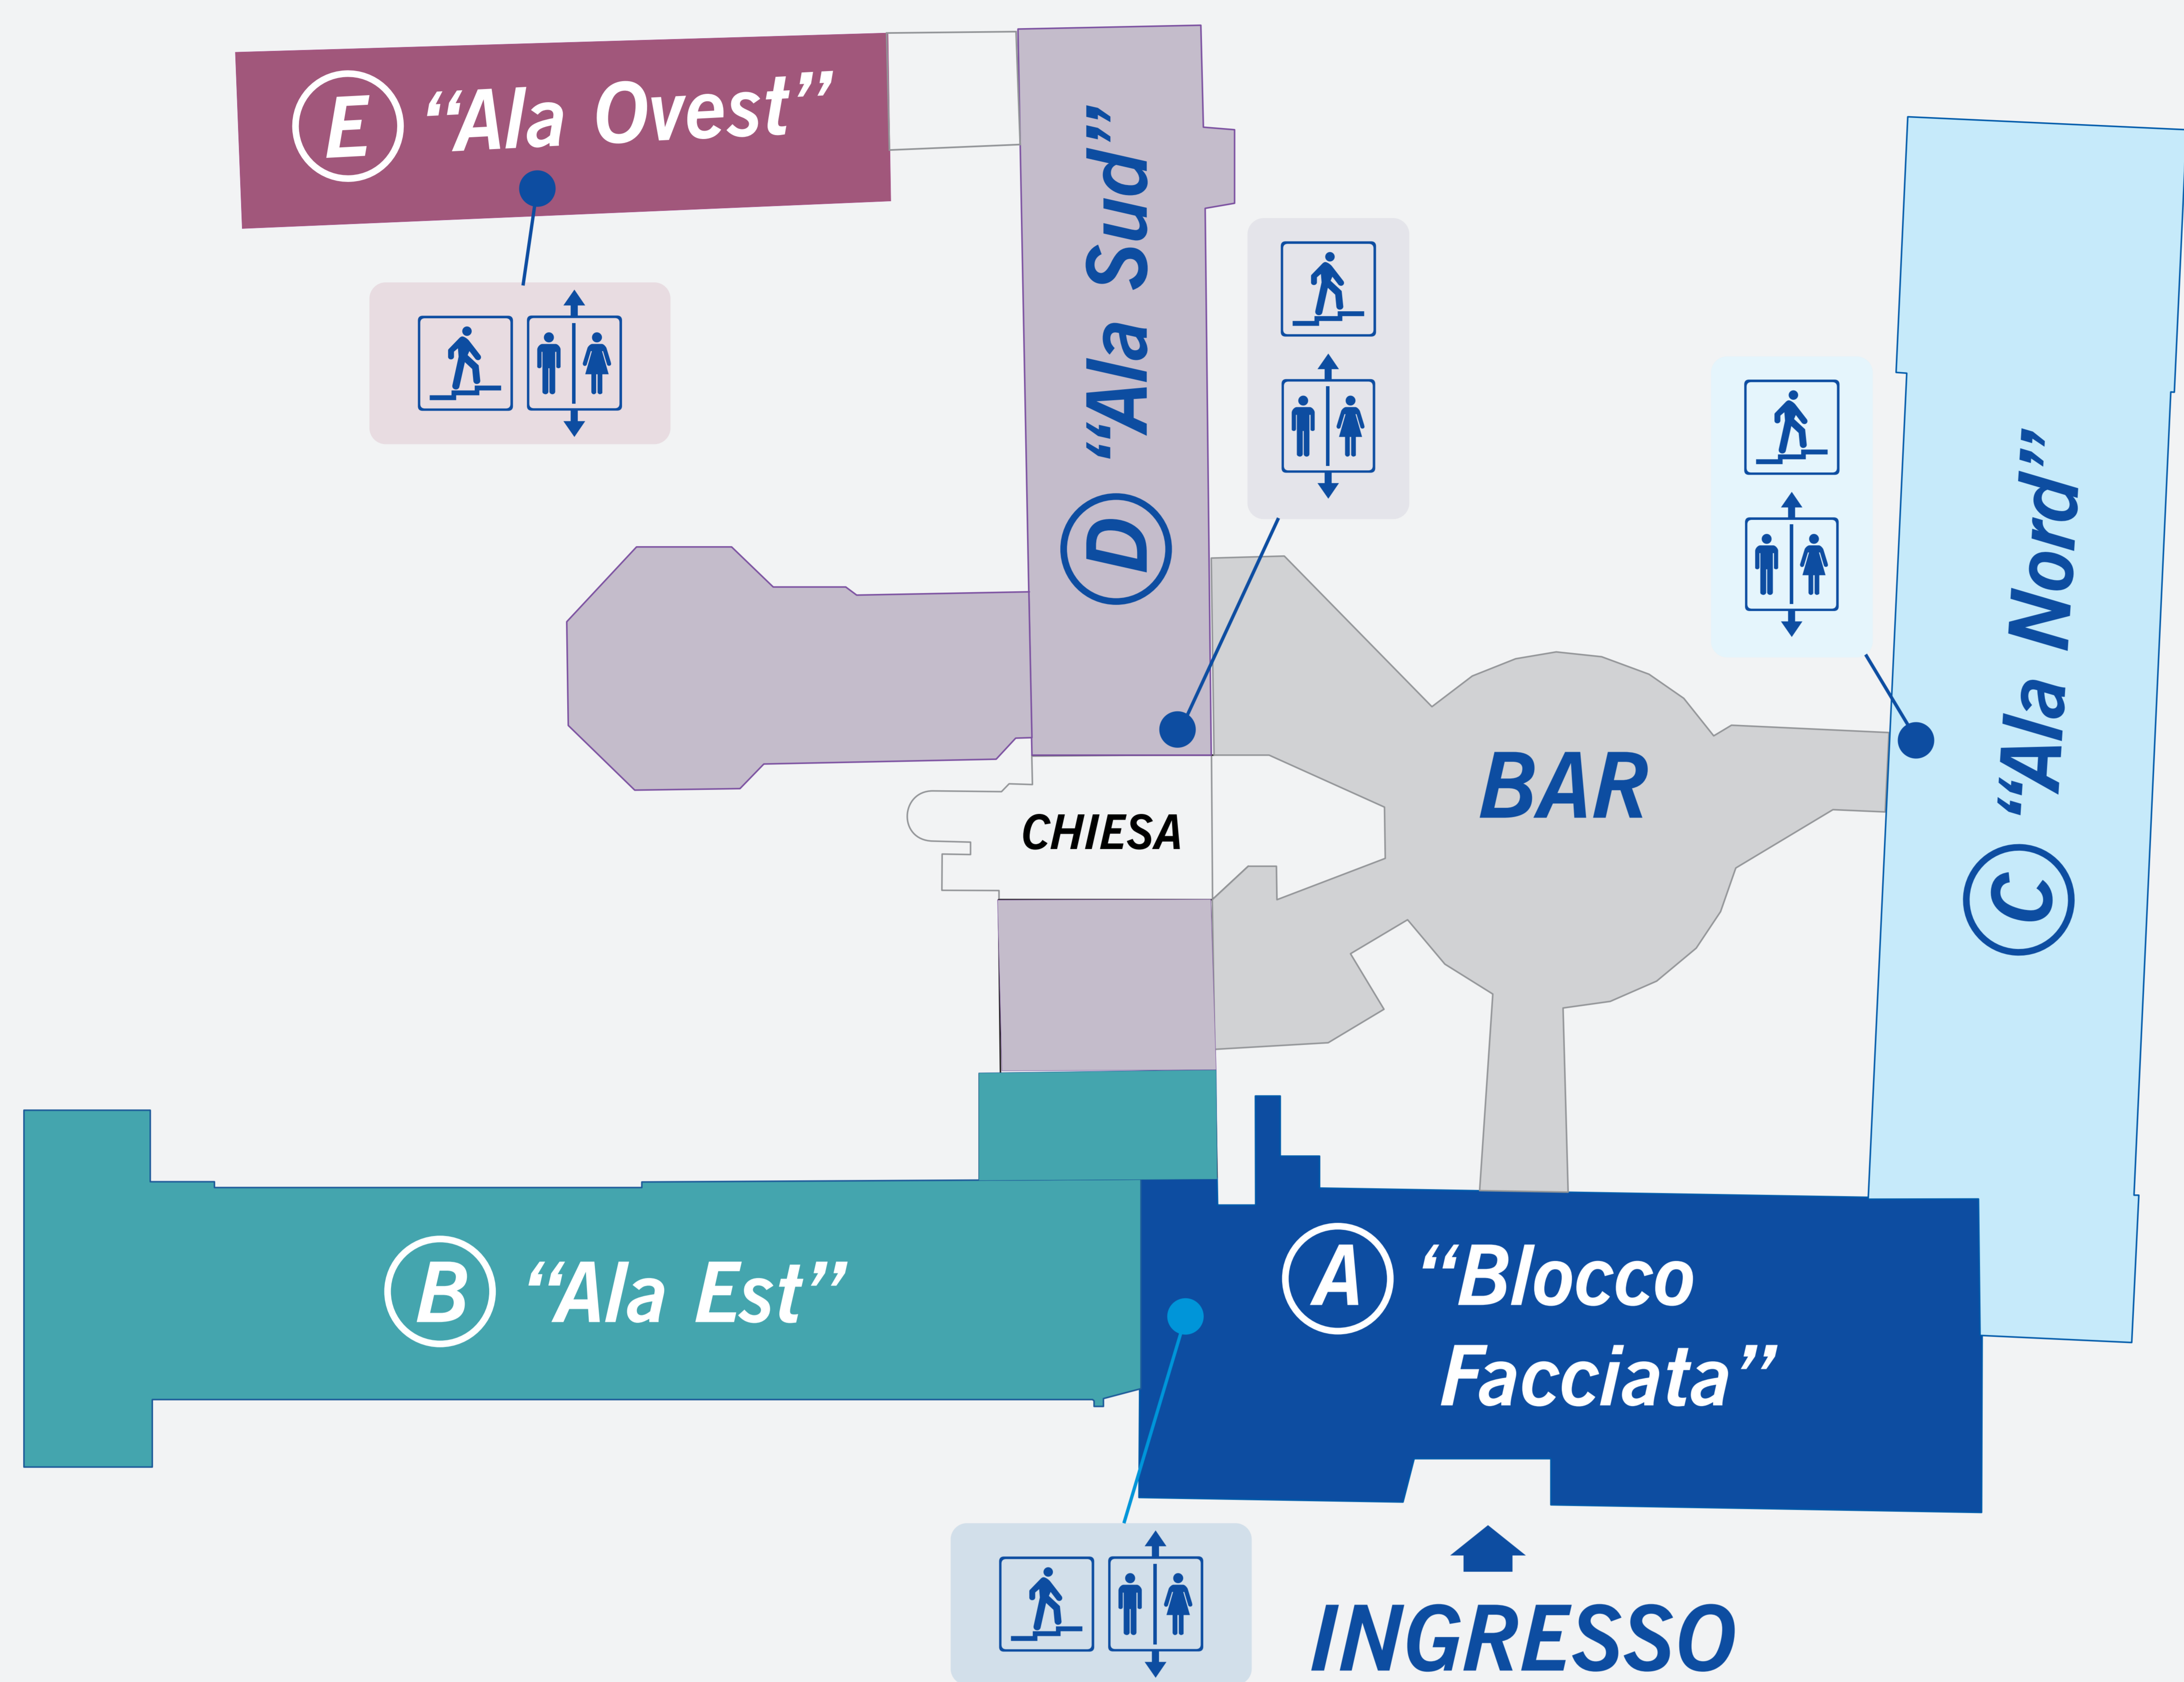 E “Ala Ovest”
D “Ala Sud”
C “Ala Nord”
BAR
CHIESA
B “Ala Est”
A “Blocco
Facciata”
INGRESSO